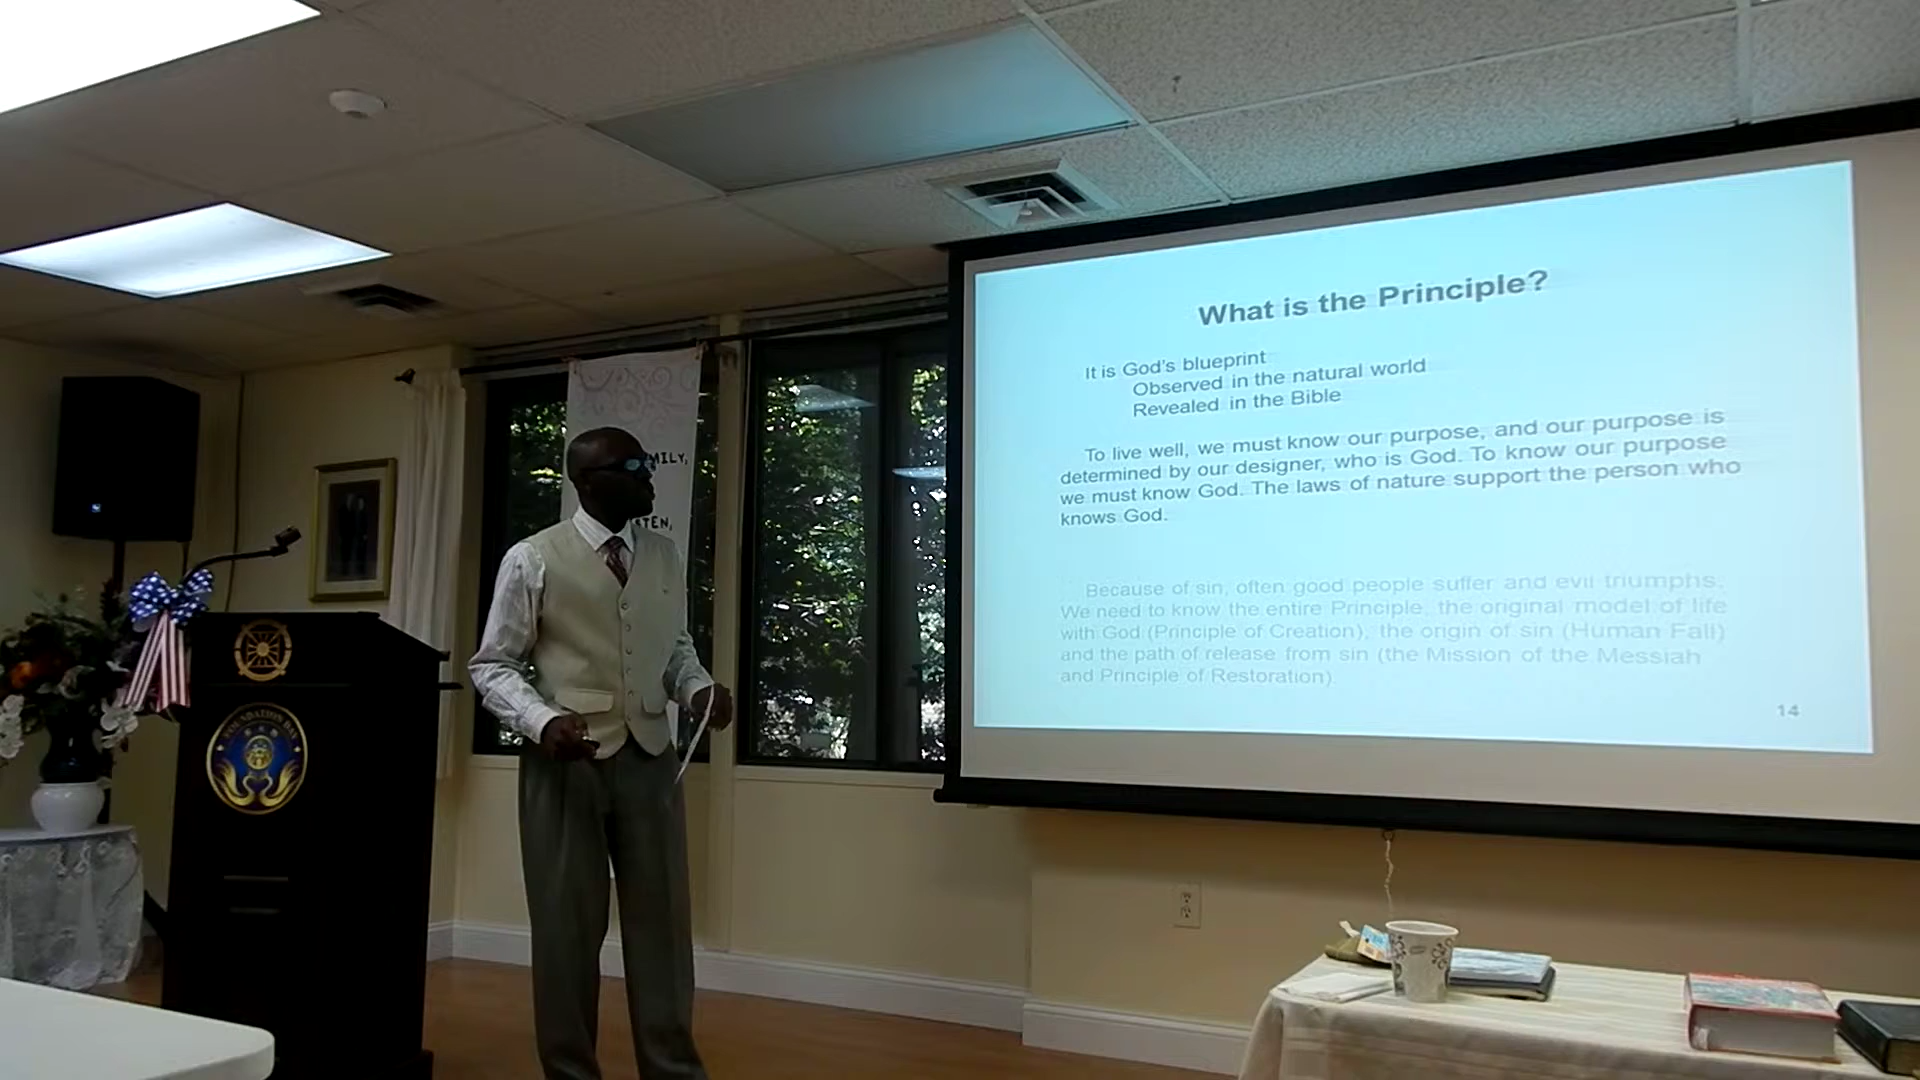 What is the Principle?
It is God's blueprint
Observed in the natural world
Revealed in the Bible
To live well, we must know our purpose, and our purpose is
determined by our designer, who is God. To know our purpose
we must know God. The laws of nature support the person who
knows God.
Because of sin, often good people suffer and evil triumphs.
We need to know the entire Principle, the original model of life
with God (Principle of Creation), the origin of sin (Human Fall)
and the path of release from sin (the Mission of the Messiah
and Principle of Restoration).
14
MILY,
STEN,
FOUNDATION DAY